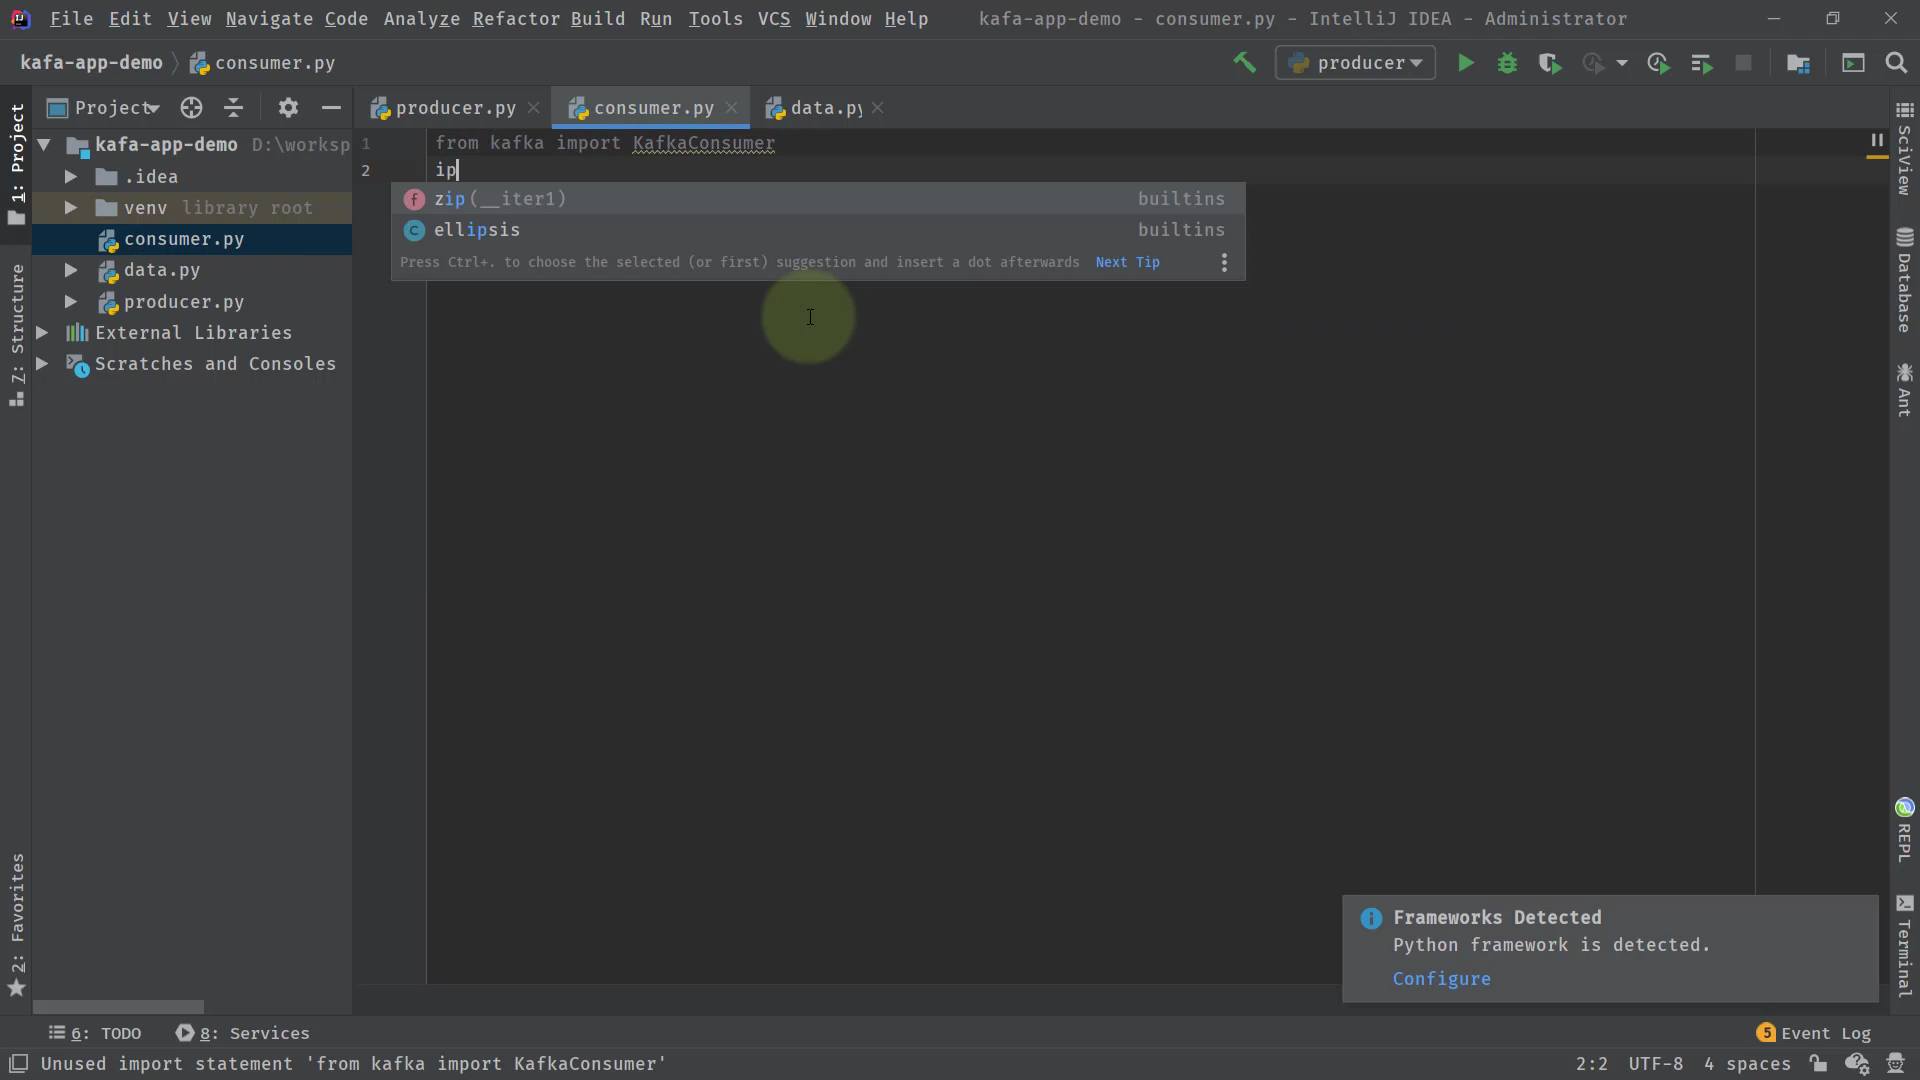 File Edit View Navigate Code Analyze Refactor Build Run Tools VCS Window Help
kafa-app-demo - consumer.py - IntelliJ IDEA - Administrator
kafa-app-demo
consumer.py
producer
1: Project
Project
producer.py
consumer.py
data.py
kafa-app-demo D:\worksp
.idea
venv library root
consumer.py
data.py
producer.py
External Libraries
Scratches and Consoles
Z: Structure
2: Favorites
1 from kafka import KafkaConsumer
2 ip
f zip(__iter1) builtins
C ellipsis builtins
Press Ctrl+. to choose the selected (or first) suggestion and insert a dot afterwards Next Tip
SciView
Database
Ant
REPL
Terminal
Frameworks Detected
Python framework is detected.
Configure
6: TODO
8: Services
5 Event Log
Unused import statement 'from kafka import KafkaConsumer'
2:2 UTF-8 4 spaces